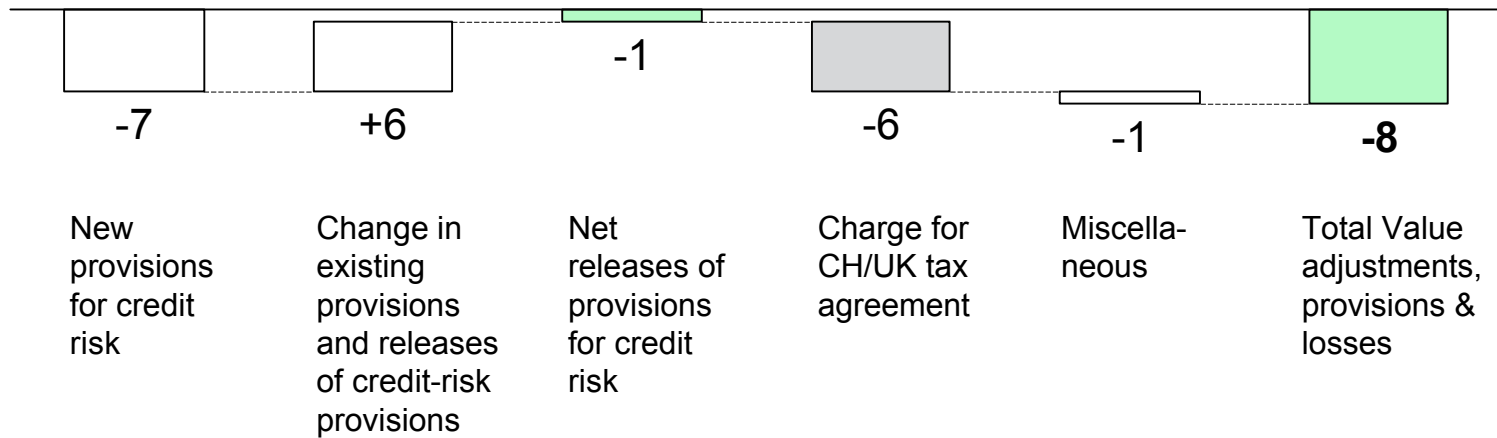 -7
+6
-1
-6
-1
-8
New
provisions
for credit
risk
Change in
existing
provisions
and releases
of credit-risk
provisions
Net
releases of
provisions
for credit
risk
Charge for
CH/UK tax
agreement
Miscella-
neous
Total Value
adjustments,
provisions &
losses